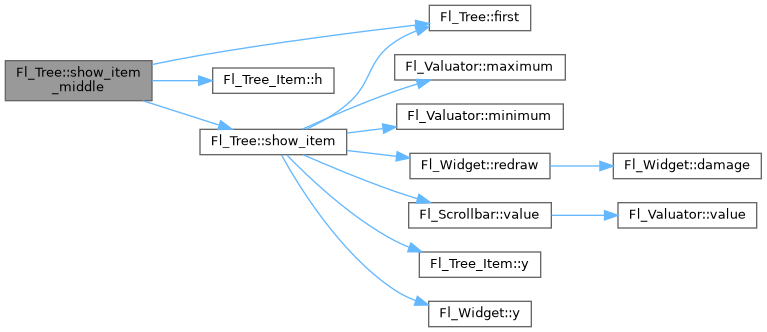 Fl_Tree::show_item
_middle
Fl_Tree::first
Fl_Tree_Item::h
Fl_Tree::show_item
Fl_Valuator::maximum
Fl_Valuator::minimum
Fl_Widget::redraw
Fl_Widget::damage
Fl_Scrollbar::value
Fl_Valuator::value
Fl_Tree_Item::y
Fl_Widget::y